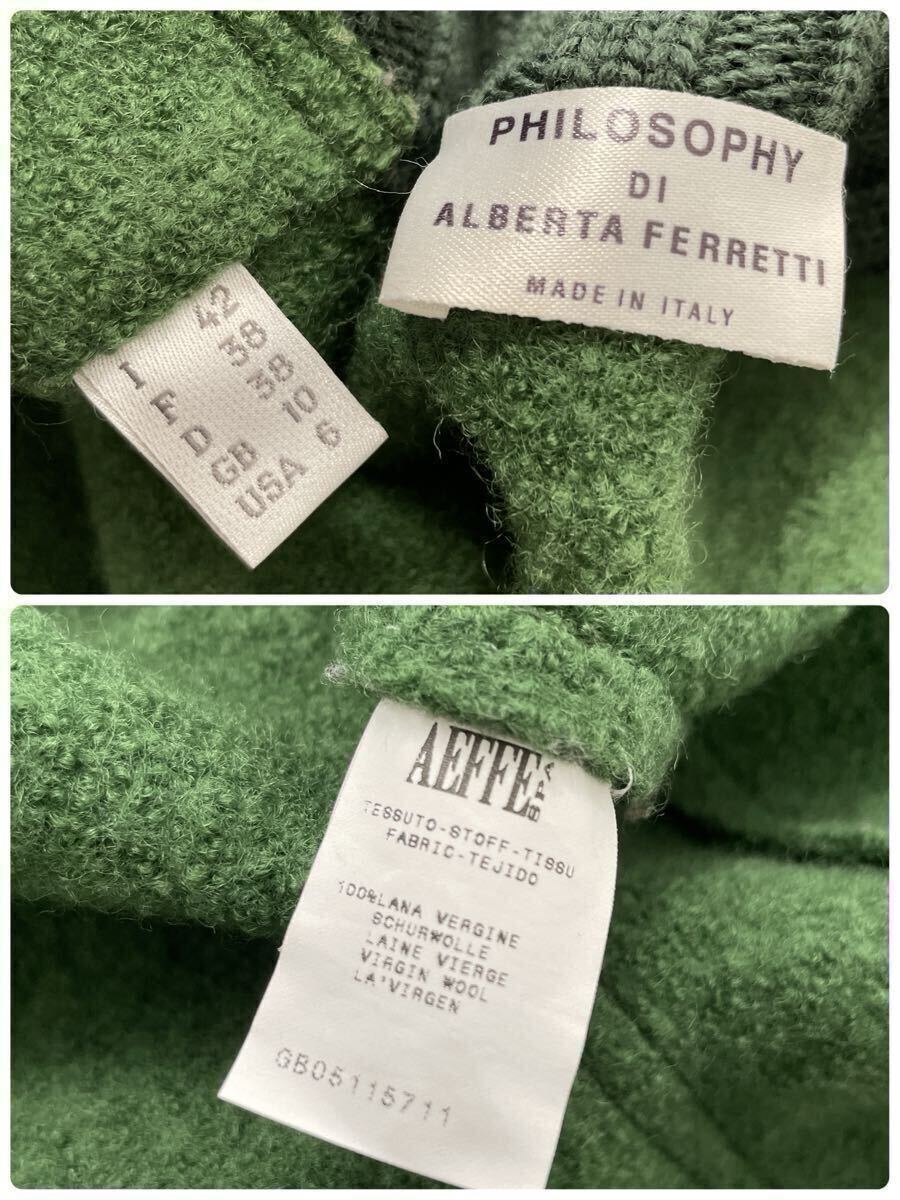 PHILOSOPHY
DI
ALBERTA FERRETTI
MADE IN ITALY
I 42
F 38
D 38
GB 10
USA 6
AEFFE SPA
TESSUTO-STOFF-TISSU
FABRIC-TEJIDO
100%LANA VERGINE
SCHURWOLLE
LAINE VIERGE
VIRGIN WOOL
LA'VIRGEN
GB05115711